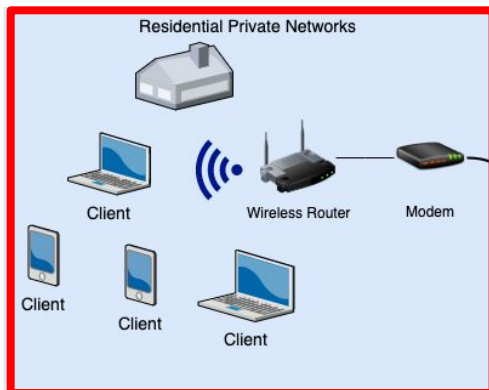 Residential Private Networks
Client
Wireless Router
Modem
Client
Client
Client